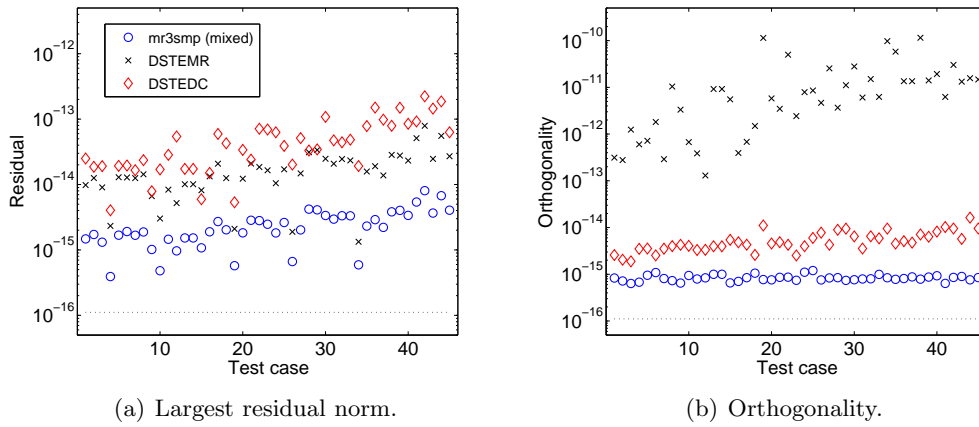 10^-12
10^-13
10^-14
10^-15
10^-16
Residual
mr3smp (mixed)
DSTEMR
DSTEDC
10 20 30 40
Test case
(a) Largest residual norm.
10^-10
10^-11
10^-12
10^-13
10^-14
10^-15
10^-16
Orthogonality
10 20 30 40
Test case
(b) Orthogonality.